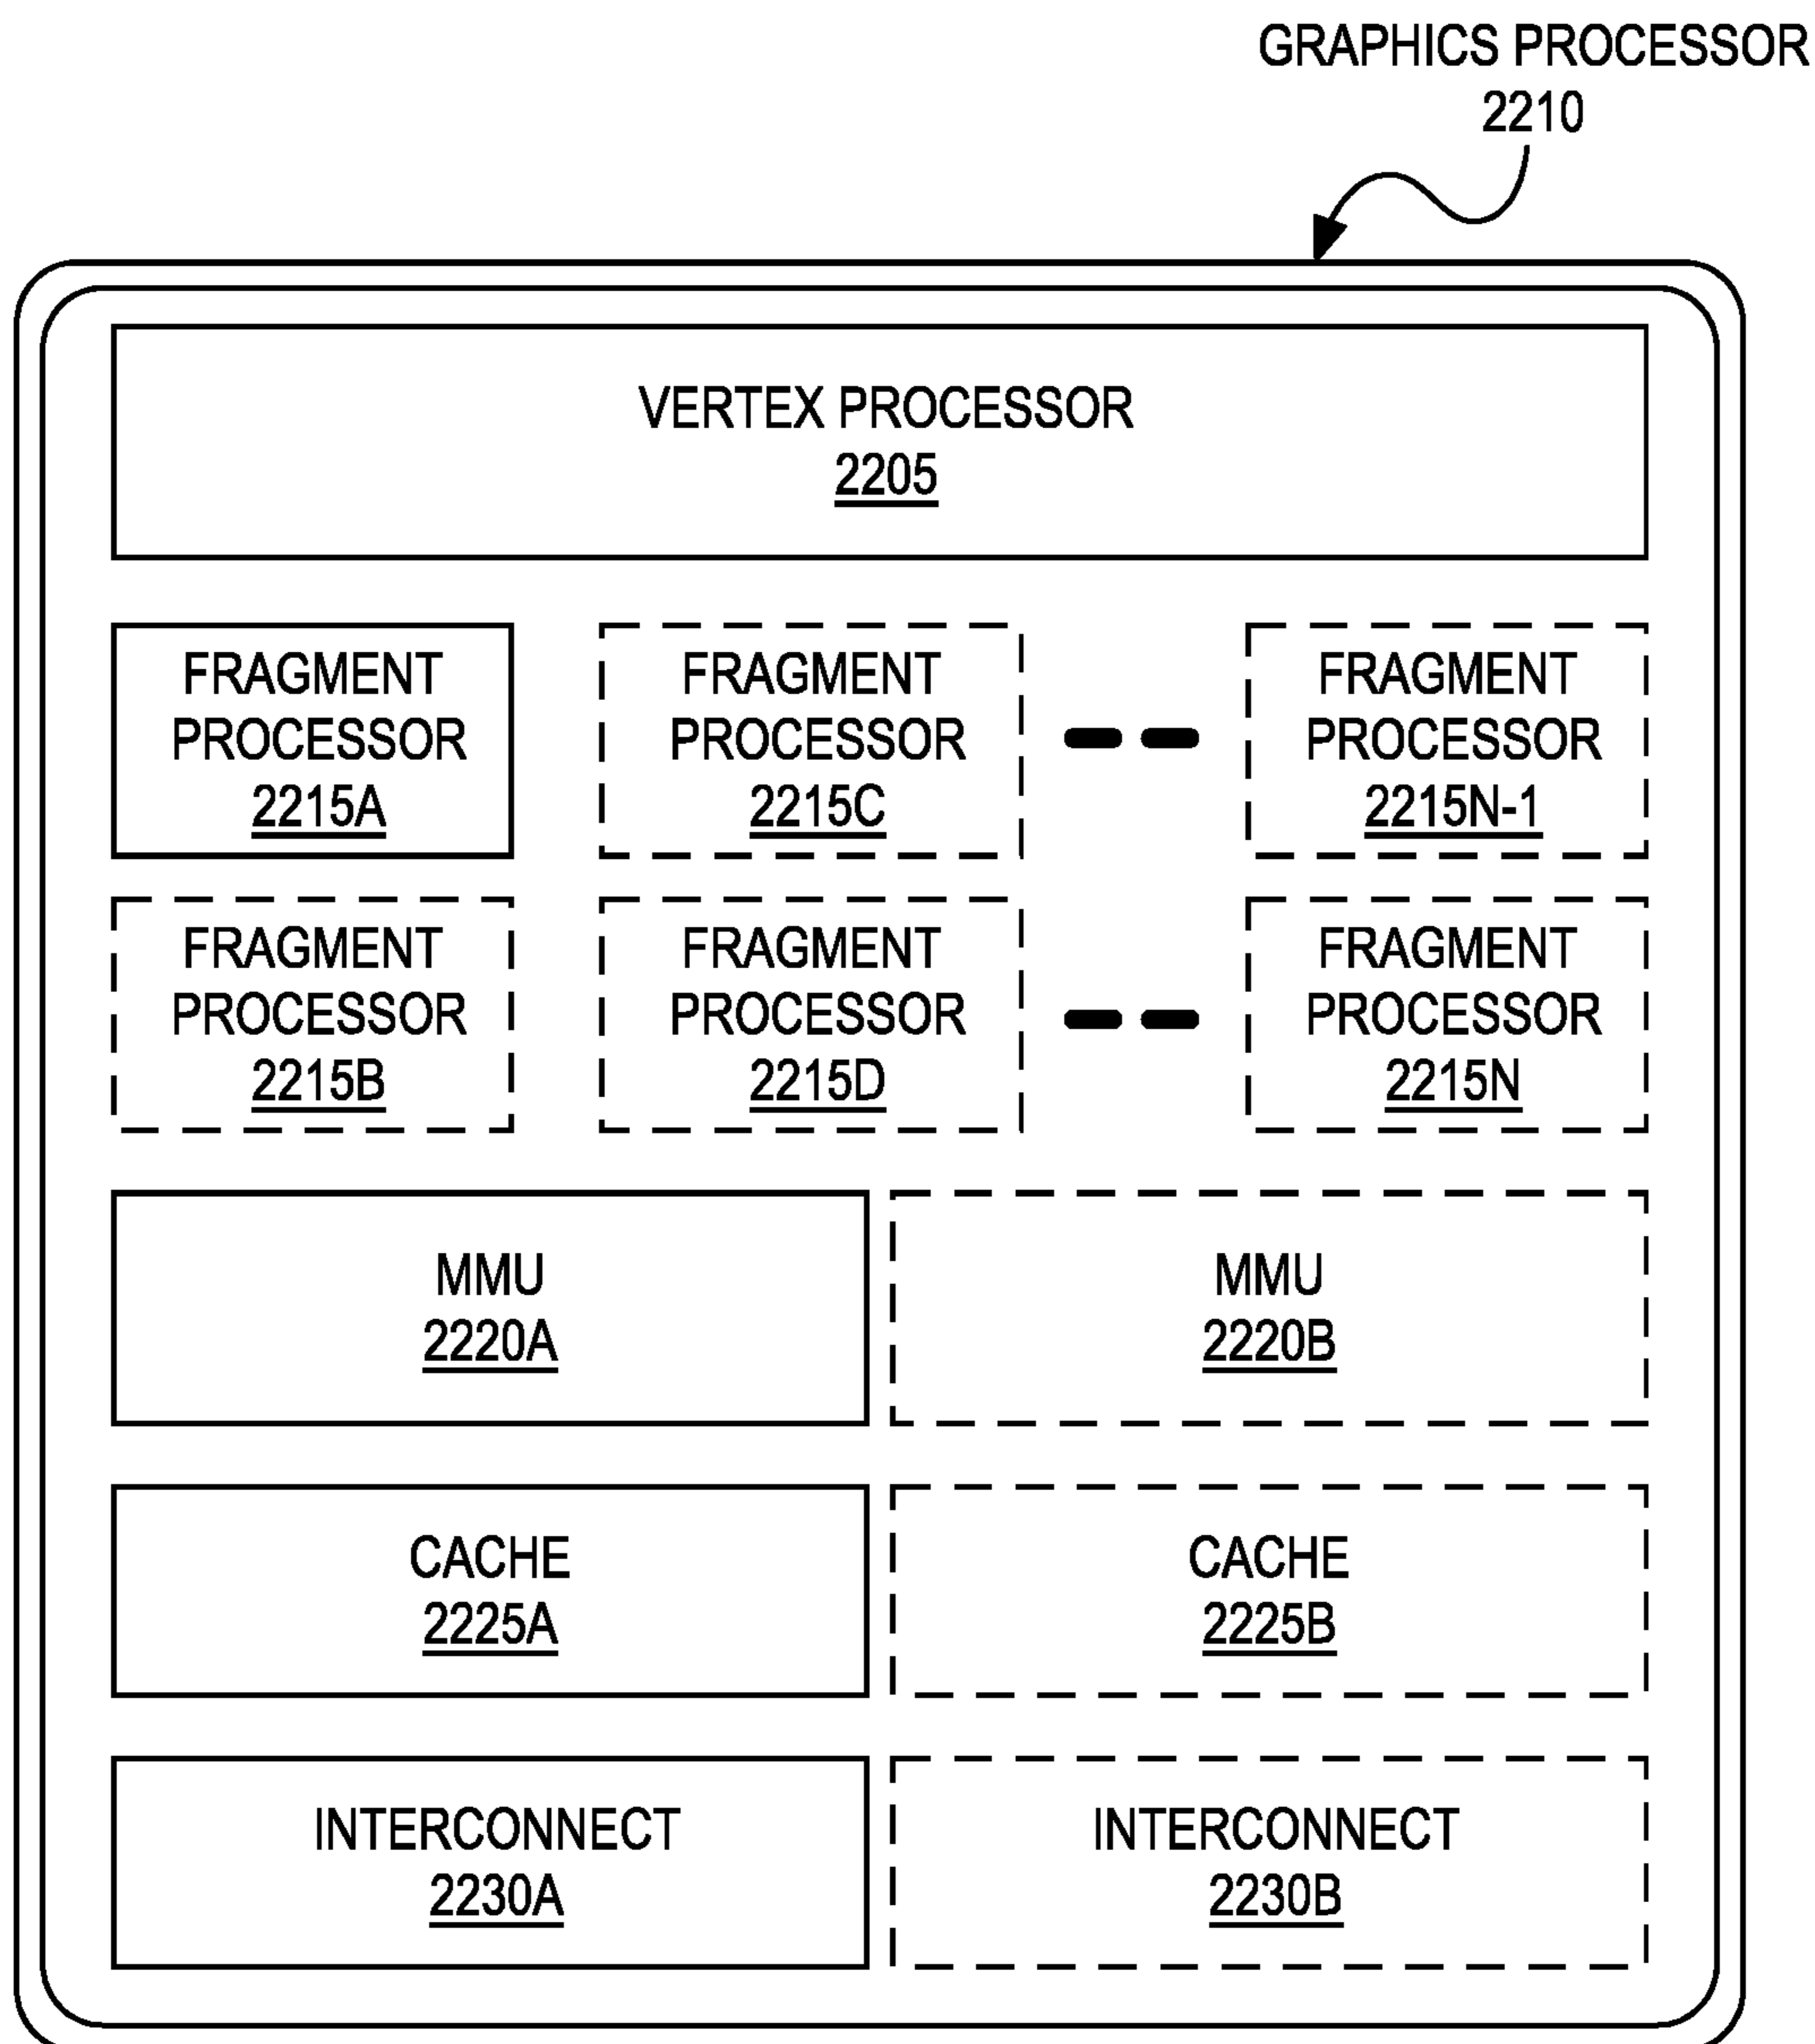 GRAPHICS PROCESSOR
2210
VERTEX PROCESSOR
2205
FRAGMENT
PROCESSOR
2215A
FRAGMENT
PROCESSOR
2215C
FRAGMENT
PROCESSOR
2215N-1
FRAGMENT
PROCESSOR
2215B
FRAGMENT
PROCESSOR
2215D
FRAGMENT
PROCESSOR
2215N
MMU
2220A
MMU
2220B
CACHE
2225A
CACHE
2225B
INTERCONNECT
2230A
INTERCONNECT
2230B